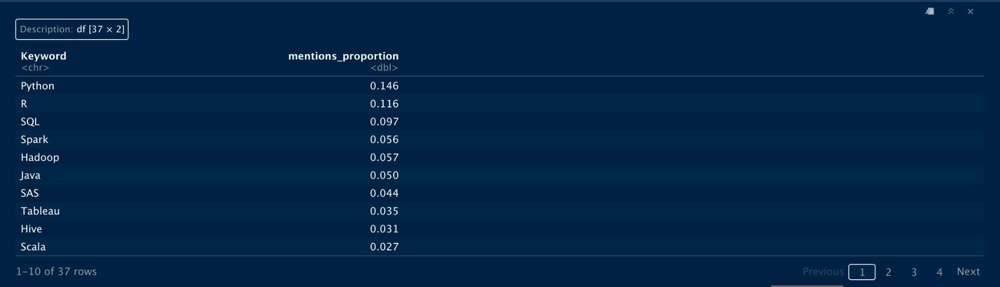 Description: df [37 × 2]
Keyword mentions_proportion
<chr> <dbl>
Python 0.146
R 0.116
SQL 0.097
Spark 0.056
Hadoop 0.057
Java 0.050
SAS 0.044
Tableau 0.035
Hive 0.031
Scala 0.027
1–10 of 37 rows Previous 1 2 3 4 Next